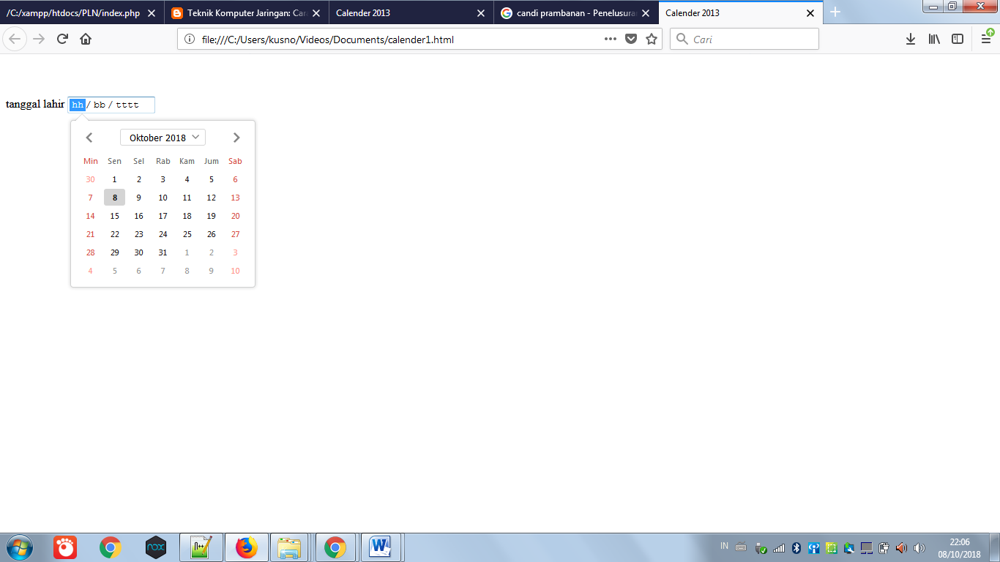 /C:/xampp/htdocs/PLN/index.php
Teknik Komputer Jaringan: Cara
Calender 2013
candi prambanan - Penelusuran
Calender 2013
file:///C:/Users/kusno/Videos/Documents/calender1.html
Cari
tanggal lahir hh / bb / tttt
Oktober 2018
Min Sen Sel Rab Kam Jum Sab
30 1 2 3 4 5 6
7 8 9 10 11 12 13
14 15 16 17 18 19 20
21 22 23 24 25 26 27
28 29 30 31 1 2 3
4 5 6 7 8 9 10
nox
N++
W
IN
22:06
08/10/2018